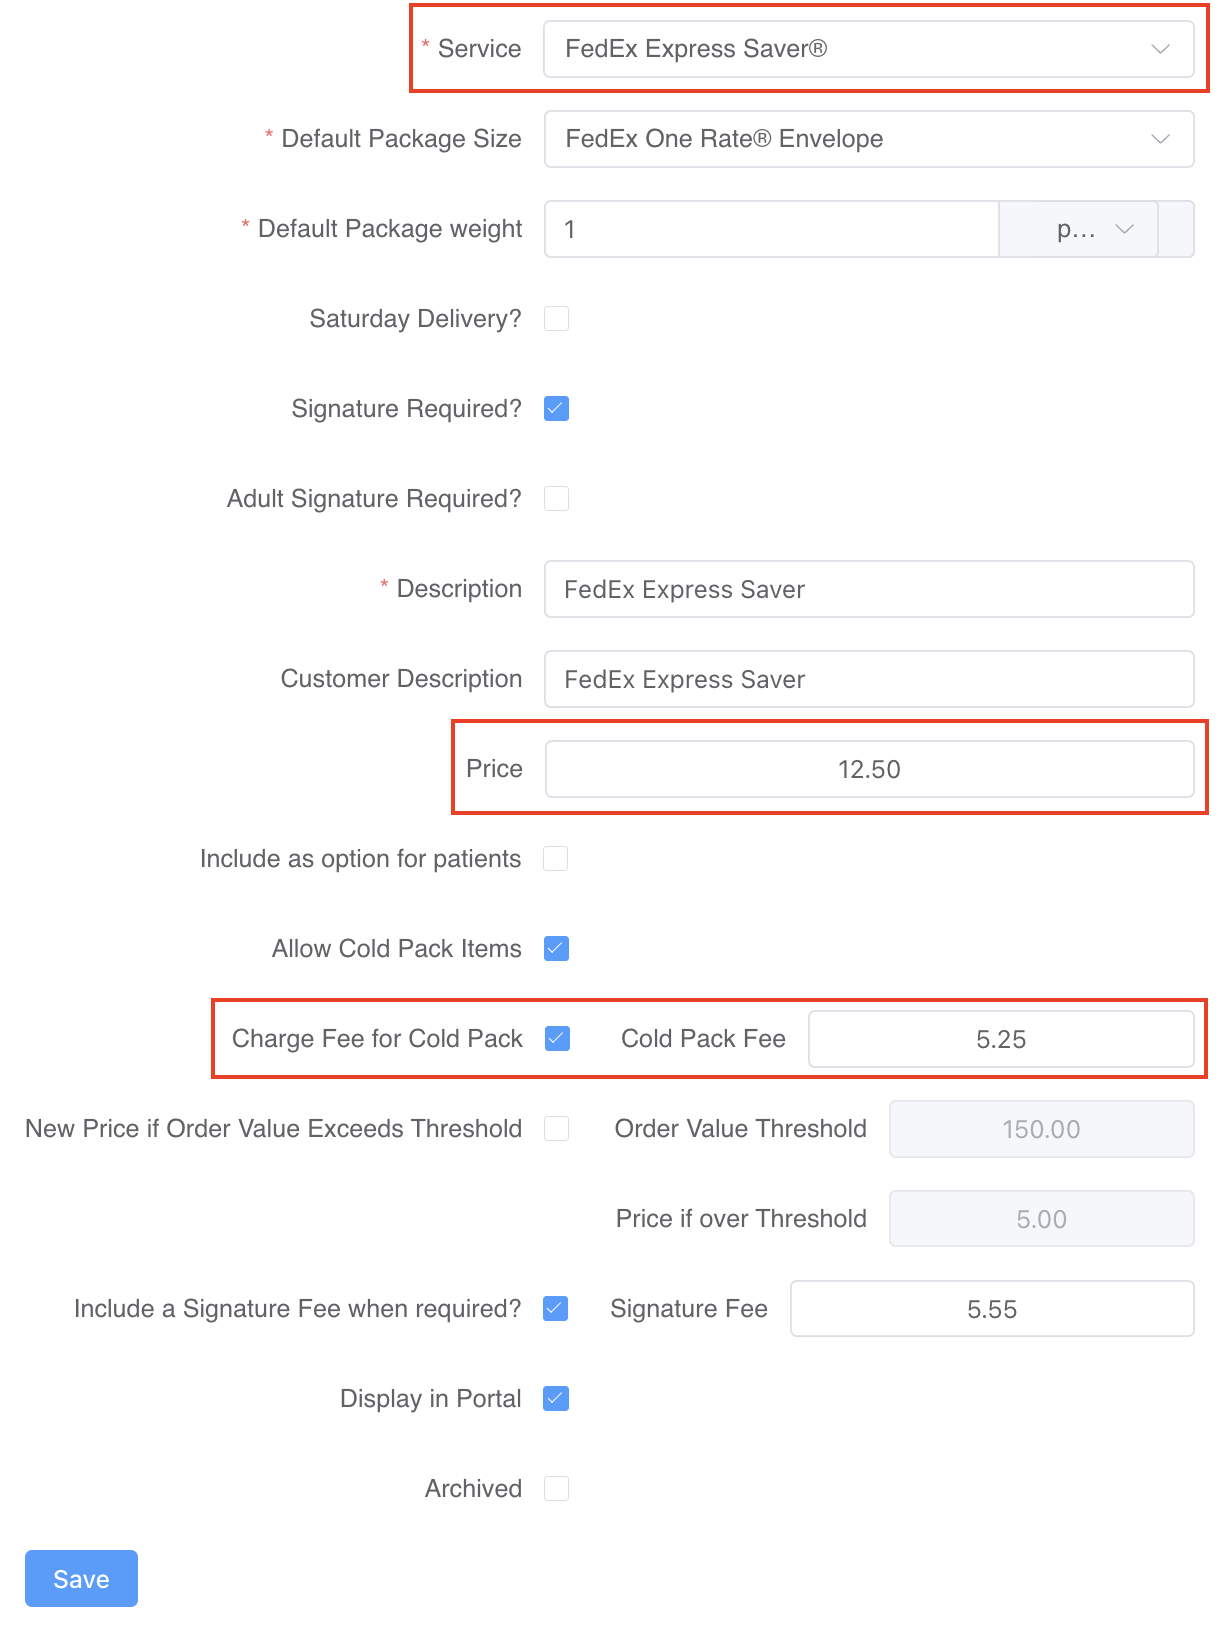 * Service FedEx Express Saver®
* Default Package Size FedEx One Rate® Envelope
* Default Package weight 1 p...
Saturday Delivery?
Signature Required?
Adult Signature Required?
* Description FedEx Express Saver
Customer Description FedEx Express Saver
Price 12.50
Include as option for patients
Allow Cold Pack Items
Charge Fee for Cold Pack Cold Pack Fee 5.25
New Price if Order Value Exceeds Threshold Order Value Threshold 150.00
Price if over Threshold 5.00
Include a Signature Fee when required? Signature Fee 5.55
Display in Portal
Archived
Save